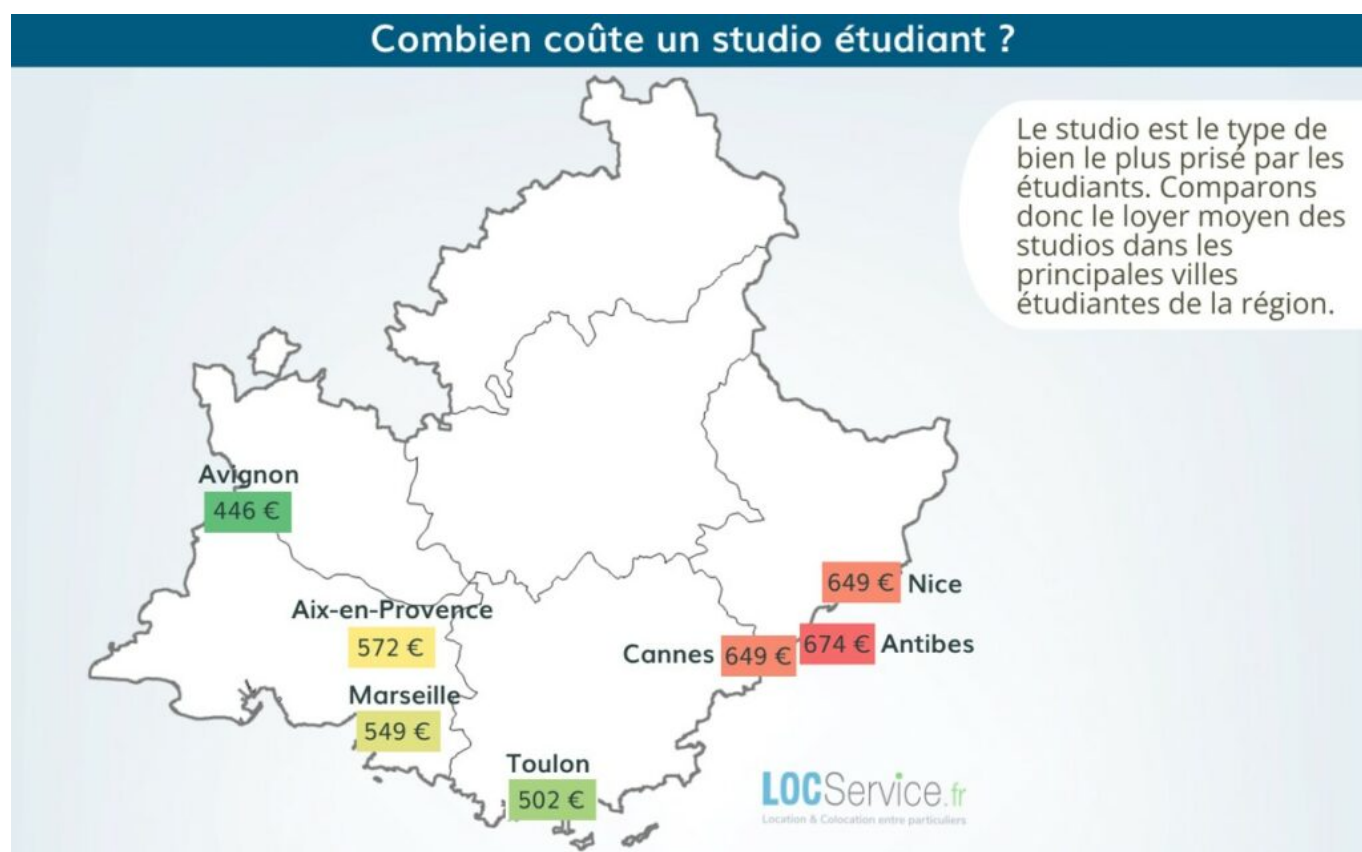 Combien coûte un studio étudiant ?
Le studio est le type de
bien le plus prisé par les
étudiants. Comparons
donc le loyer moyen des
studios dans les
principales villes
étudiantes de la région.
Avignon
446 €
649 € Nice
Aix-en-Provence
572 €
Cannes 649 € 674 € Antibes
Marseille
549 €
Toulon
502 €
LOCService.fr
Location & Colocation entre particuliers